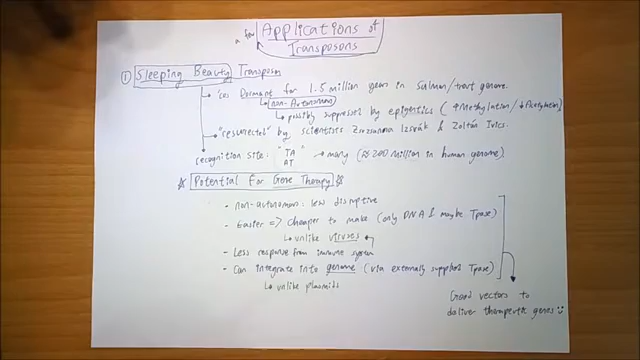 a few Applications of
Transposons
① Sleeping Beauty Transposon
'cos Dormant for 1.5 million years in salmon/trout genome.
non-Autonomous
possibly suppressed by epigenetics (↑Methylation/↓Acetylation)
"resurrected" by scientists Zsuzsanna Izsvák & Zoltán Ivics.
recognition site: "TA → many (≈200 million in human genome)
AT
☆ Potential For Gene Therapy ☆
- non-autonomous: less disruptive
- Easier => cheaper to make (only DNA & maybe Tpase)
unlike viruses
- Less response from immune system
- Can integrate into genome (via externally supplied Tpase)
unlike plasmids
Good vectors to
deliver therapeutic genes